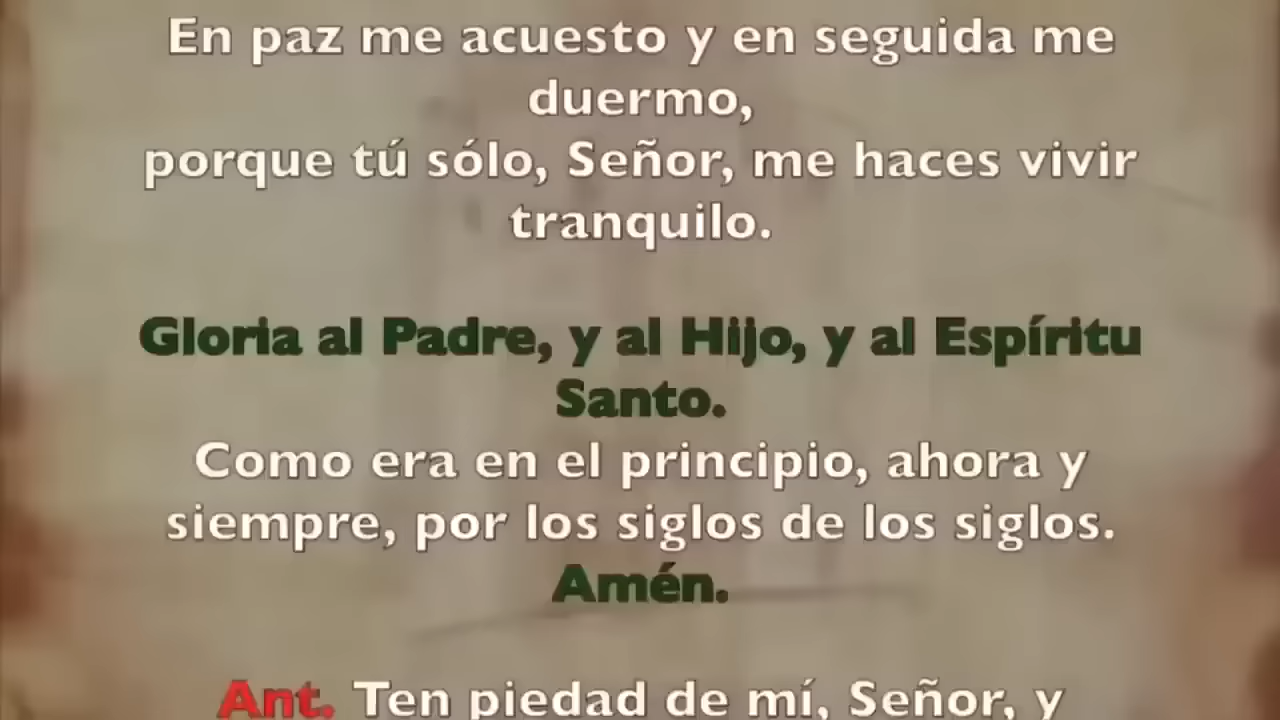 En paz me acuesto y en seguida me
duermo,
porque tú sólo, Señor, me haces vivir
tranquilo.
Gloria al Padre, y al Hijo, y al Espíritu
Santo.
Como era en el principio, ahora y
siempre, por los siglos de los siglos.
Amén.
Ant. Ten piedad de mí, Señor, y